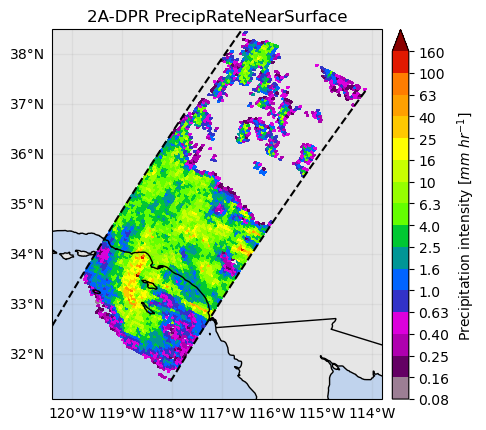 2A-DPR PrecipRateNearSurface
38°N
37°N
36°N
35°N
34°N
33°N
32°N
120°W 119°W 118°W 117°W 116°W 115°W 114°W
160
100
63
40
25
16
10
6.3
4.0
2.5
1.6
1.0
0.63
0.40
0.25
0.16
0.08
Precipitation intensity [mm hr⁻¹]